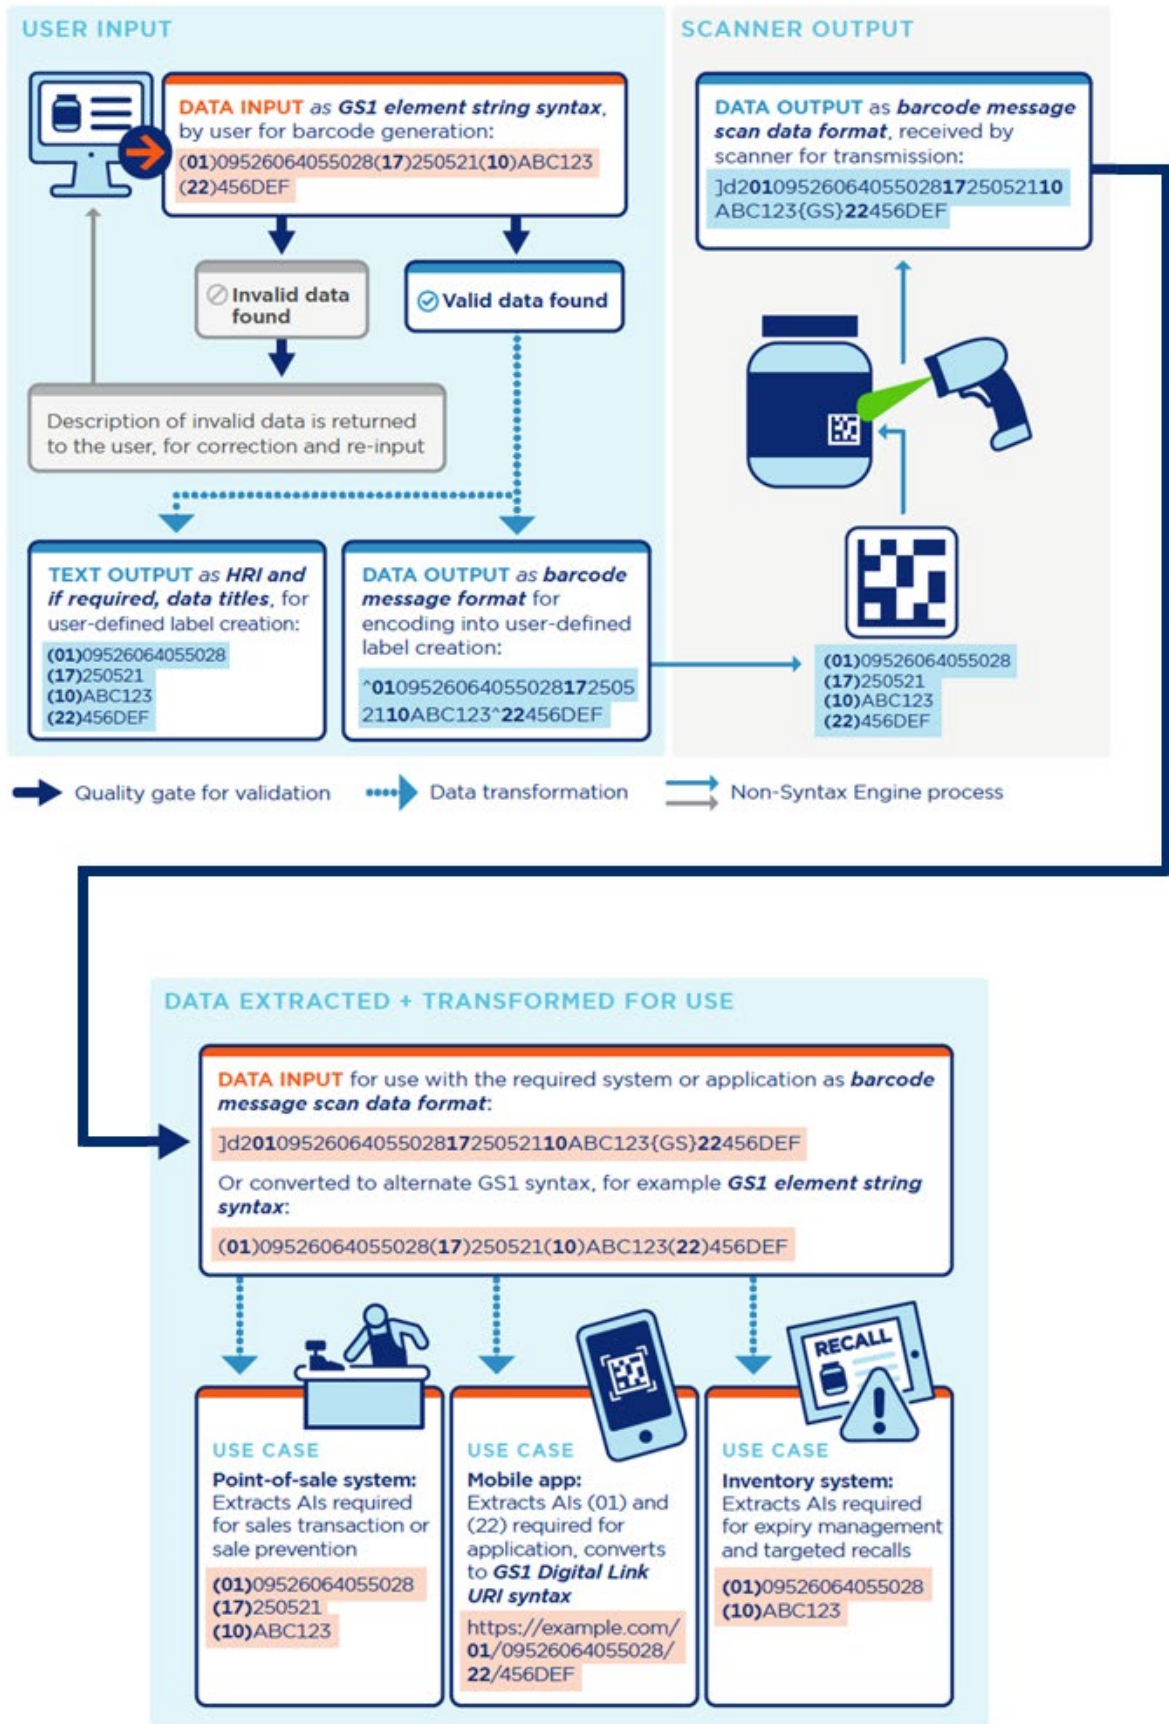 USER INPUT
DATA INPUT as GS1 element string syntax,
by user for barcode generation:
(01)09526064055028(17)250521(10)ABC123
(22)456DEF
Invalid data
found
Valid data found
Description of invalid data is returned
to the user, for correction and re-input
TEXT OUTPUT as HRI and
if required, data titles, for
user-defined label creation:
(01)09526064055028
(17)250521
(10)ABC123
(22)456DEF
DATA OUTPUT as barcode
message format for
encoding into user-defined
label creation:
^0109526064055028172505
2110ABC123^22456DEF
SCANNER OUTPUT
DATA OUTPUT as barcode message
scan data format, received by
scanner for transmission:
]d201095260640550281725052110
ABC123{GS}22456DEF
(01)09526064055028
(17)250521
(10)ABC123
(22)456DEF
Quality gate for validation
Data transformation
Non-Syntax Engine process
DATA EXTRACTED + TRANSFORMED FOR USE
DATA INPUT for use with the required system or application as barcode
message scan data format:
]d201095260640550281725052110ABC123{GS}22456DEF
Or converted to alternate GS1 syntax, for example GS1 element string
syntax:
(01)09526064055028(17)250521(10)ABC123(22)456DEF
USE CASE
Point-of-sale system:
Extracts AIs required
for sales transaction or
sale prevention
(01)09526064055028
(17)250521
(10)ABC123
USE CASE
Mobile app:
Extracts AIs (01) and
(22) required for
application, converts
to GS1 Digital Link
URI syntax
https://example.com/
01/09526064055028/
22/456DEF
RECALL
USE CASE
Inventory system:
Extracts AIs required
for expiry management
and targeted recalls
(01)09526064055028
(10)ABC123